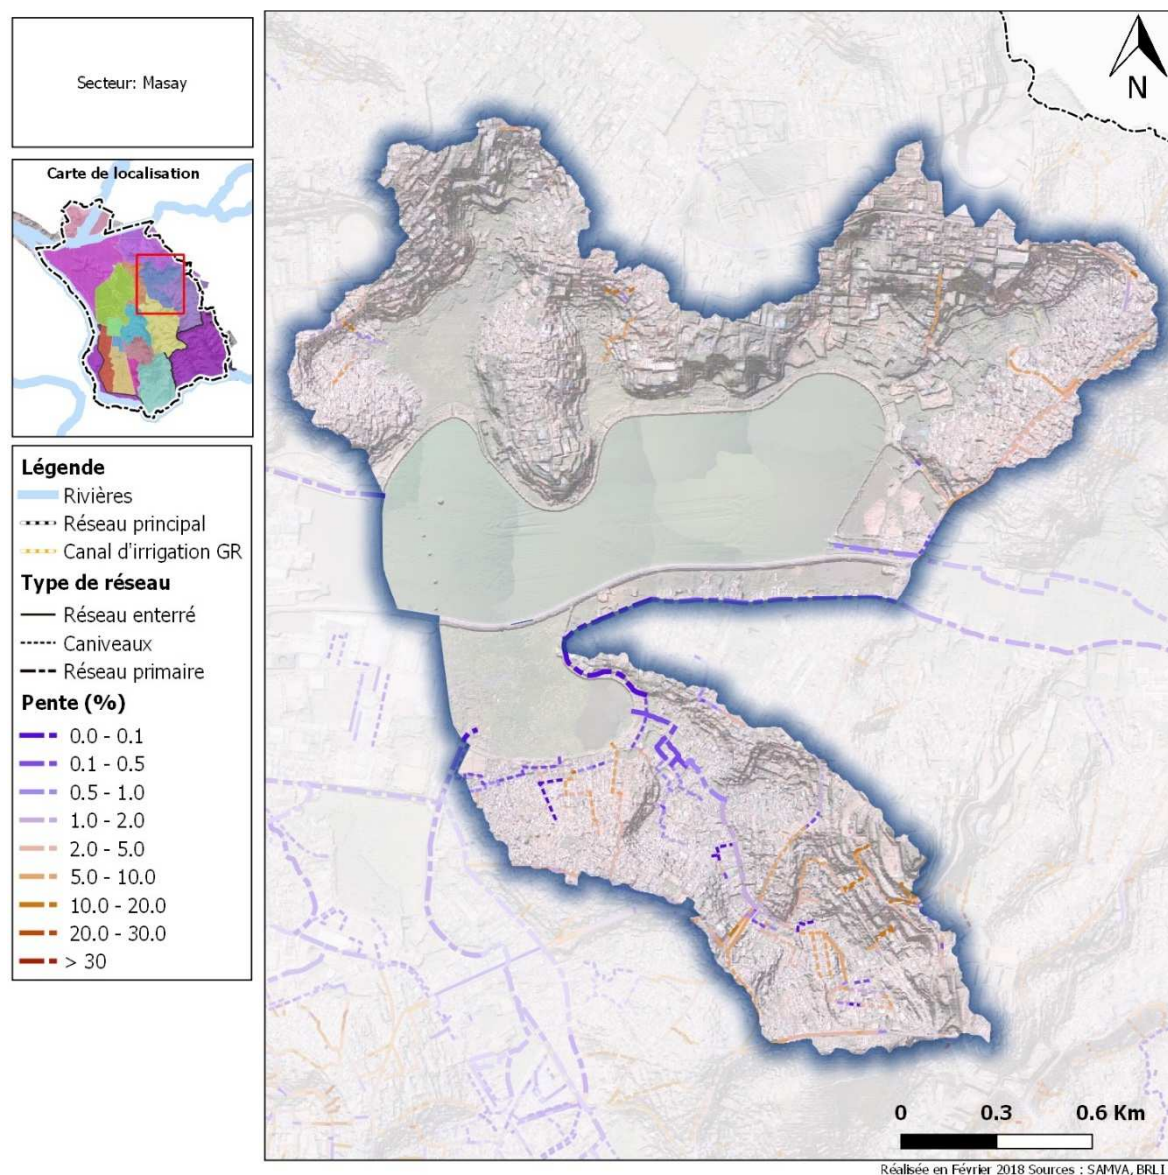 Secteur: Masay
Carte de localisation
Légende
Rivières
Réseau principal
Canal d'irrigation GR
Type de réseau
Réseau enterré
Caniveaux
Réseau primaire
Pente (%)
0.0 - 0.1
0.1 - 0.5
0.5 - 1.0
1.0 - 2.0
2.0 - 5.0
5.0 - 10.0
10.0 - 20.0
20.0 - 30.0
> 30
N
0 0.3 0.6 Km
Réalisée en Février 2018 Sources : SAMVA, BRLI